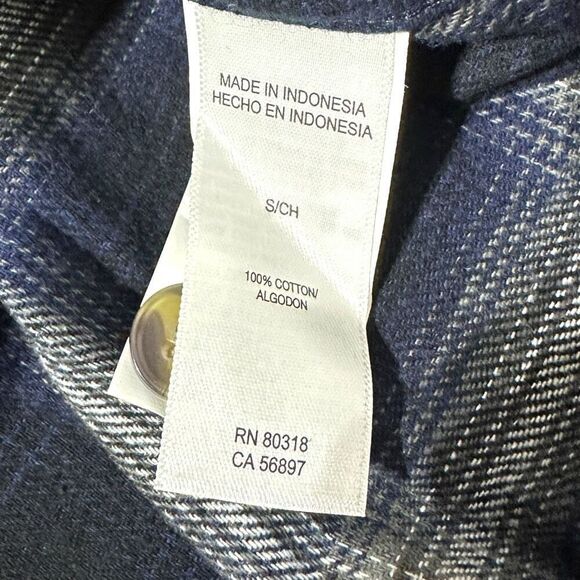 MADE IN INDONESIA
HECHO EN INDONESIA
S/CH
100% COTTON/
ALGODON
RN 80318
CA 56897